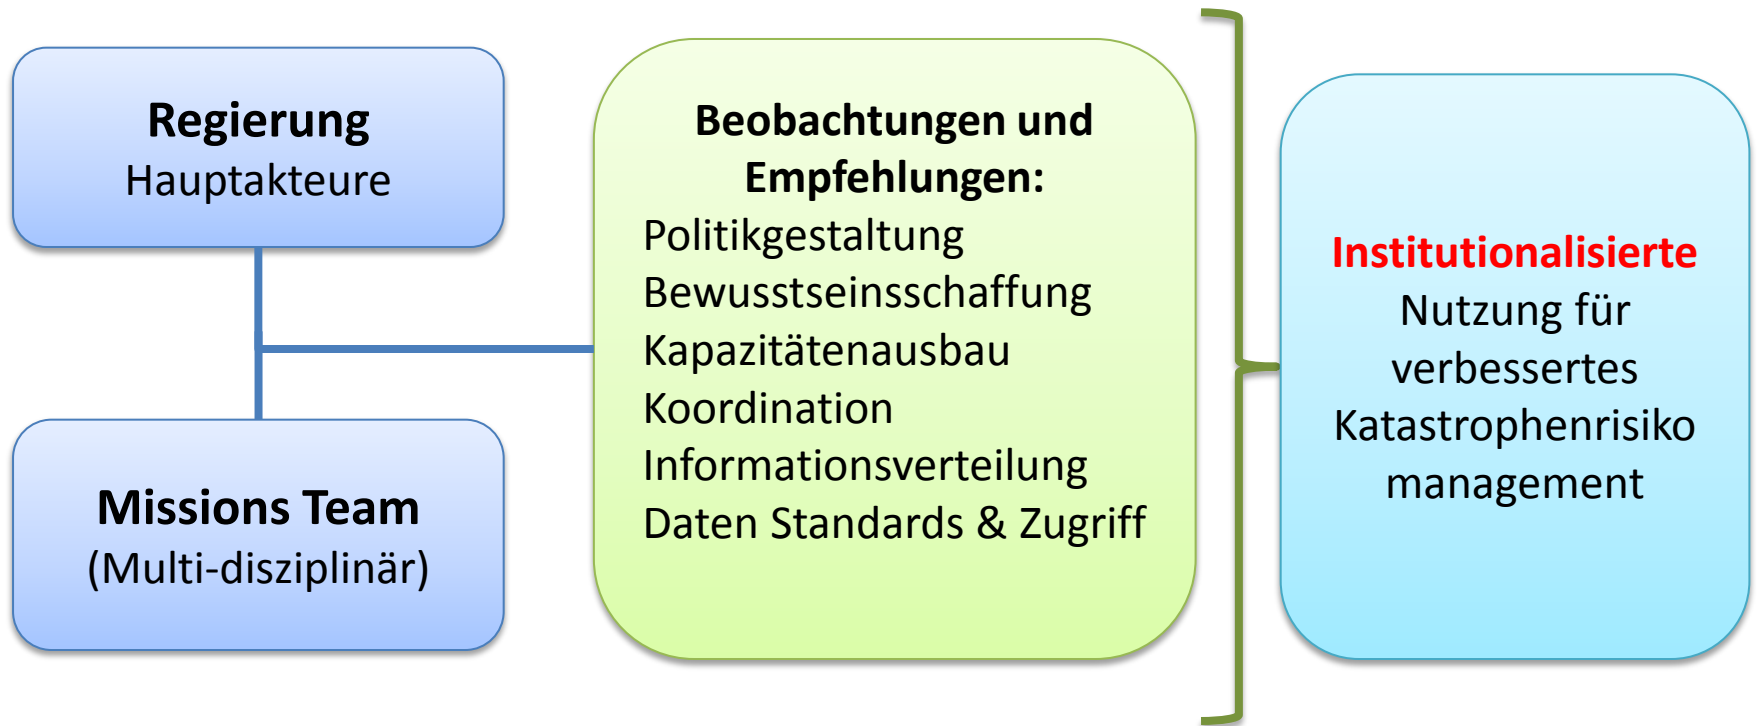 Regierung
Hauptakteure
Missions Team
(Multi-disziplinär)
Beobachtungen und
Empfehlungen:
Politikgestaltung
Bewusstseinsschaffung
Kapazitätenausbau
Koordination
Informationsverteilung
Daten Standards & Zugriff
Institutionalisierte
Nutzung für
verbessertes
Katastrophenrisiko
management